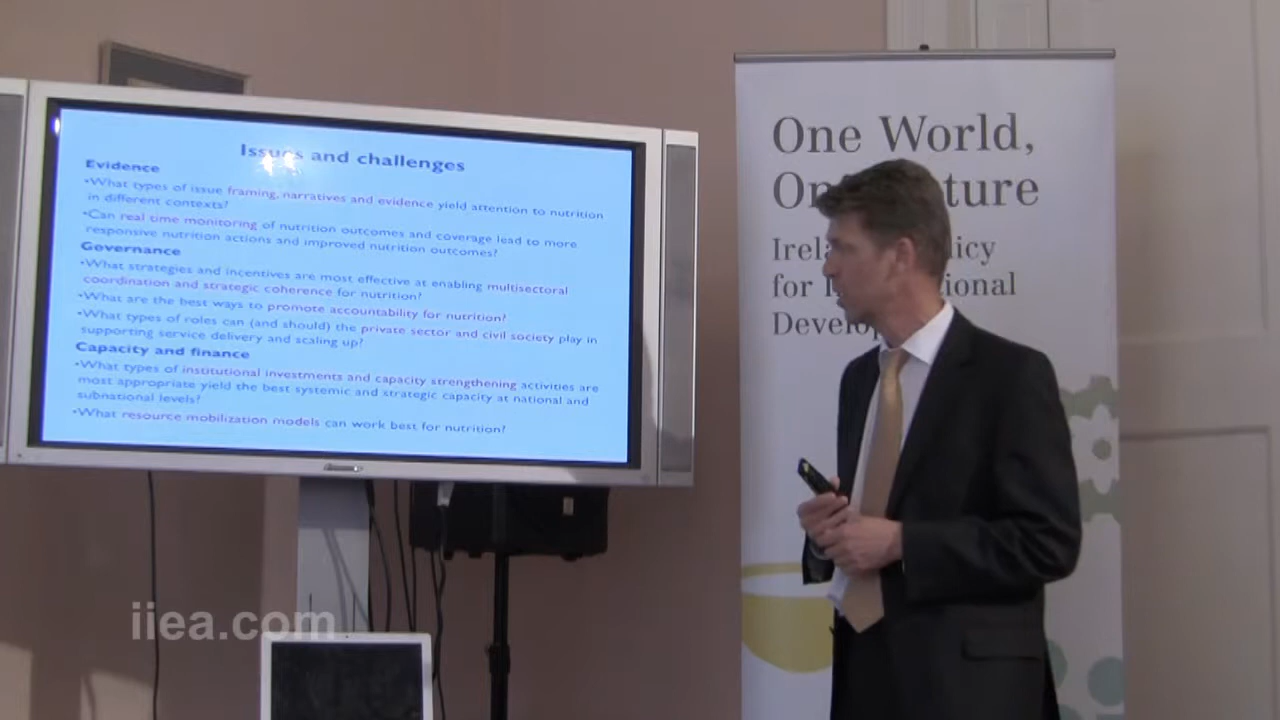 Issues and challenges
Evidence
•What types of issue framing, narratives and evidence yield attention to nutrition
in different contexts?
•Can real time monitoring of nutrition outcomes and coverage lead to more
responsive nutrition actions and improved nutrition outcomes?
Governance
•What strategies and incentives are most effective at enabling multisectoral
coordination and strategic coherence for nutrition?
•What are the best ways to promote accountability for nutrition?
•What types of roles can (and should) the private sector and civil society play in
supporting service delivery and scaling up?
Capacity and finance
•What types of institutional investments and capacity strengthening activities are
most appropriate yield the best systemic and strategic capacity at national and
subnational levels?
•What resource mobilization models can work best for nutrition?
One World,
On ture
Irela licy
for I ional
Develop
iiea.com